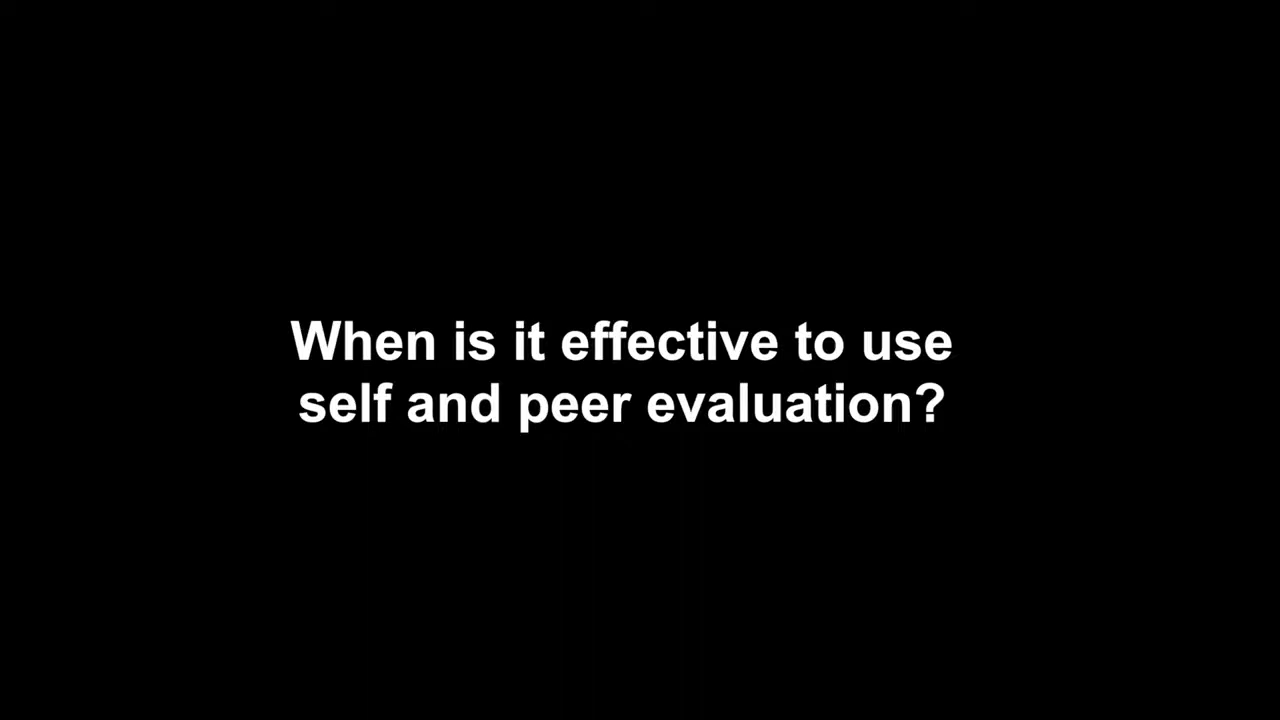 When is it effective to use
self and peer evaluation?